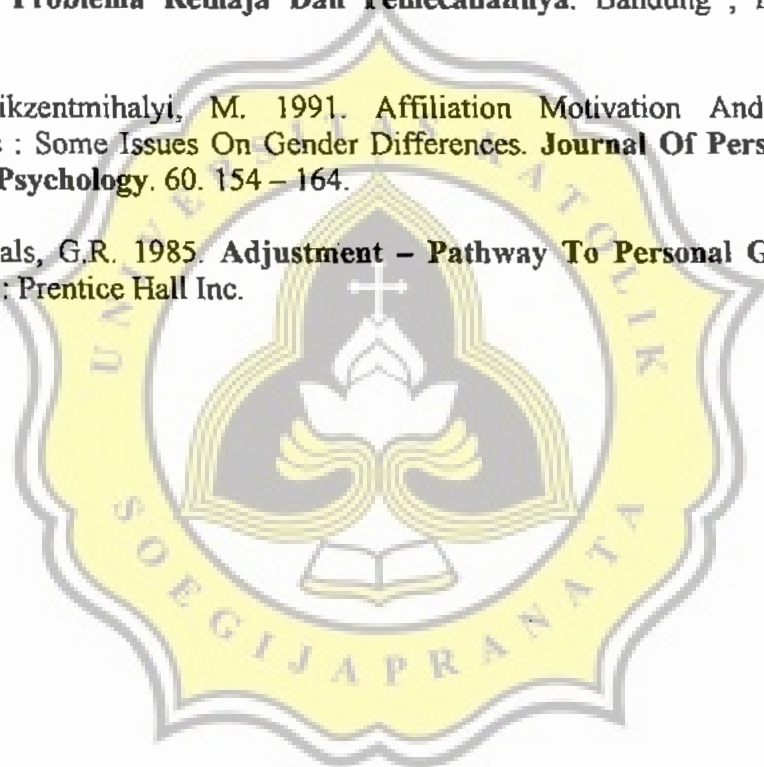 Problema Remaja Dan Pemecahannya. Bandung ;
ikzentmihalyi, M. 1991. Affiliation Motivation And
: Some Issues On Gender Differences. Journal Of Pers
Psychology. 60. 154 – 164.
als, G.R. 1985. Adjustment – Pathway To Personal G
: Prentice Hall Inc.
UNIVERSITAS KATOLIK
SOEGIJAPRANATA